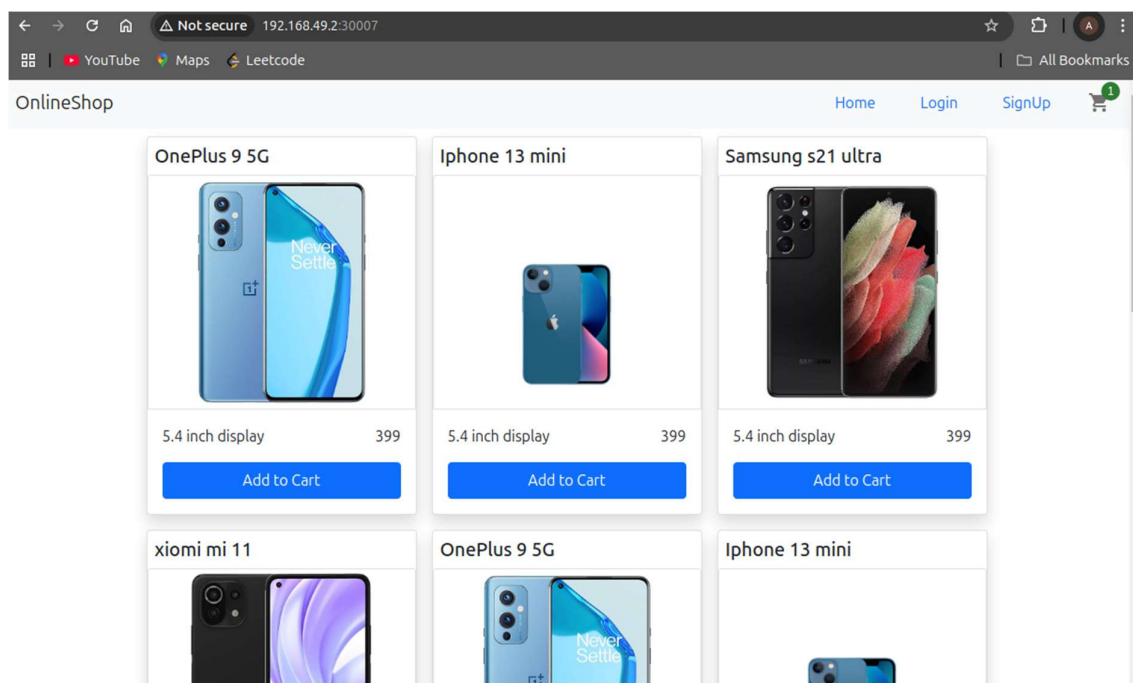 Not secure 192.168.49.2:30007
A
YouTube Maps Leetcode All Bookmarks
OnlineShop Home Login SignUp 1
OnePlus 9 5G Iphone 13 mini Samsung s21 ultra
Never
Settle
5.4 inch display 399 5.4 inch display 399 5.4 inch display 399
Add to Cart Add to Cart Add to Cart
xiomi mi 11 OnePlus 9 5G Iphone 13 mini
Never
Settle